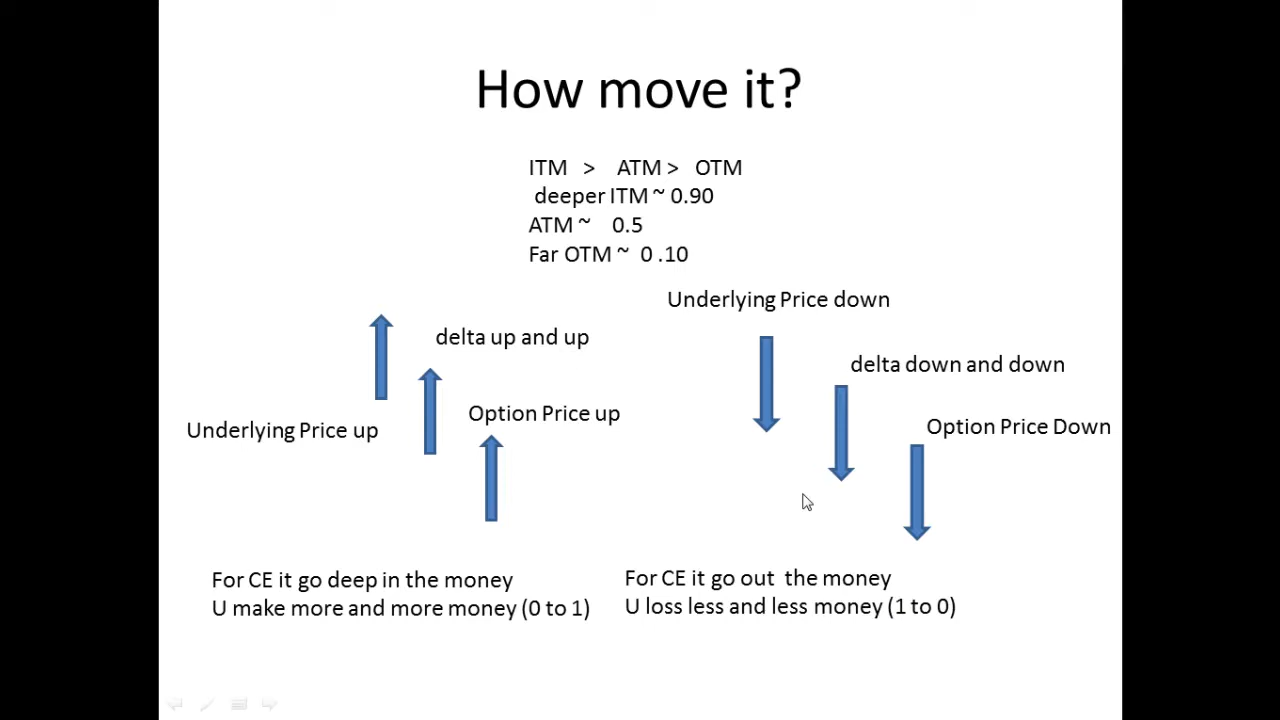 How move it?
ITM > ATM > OTM
deeper ITM ~ 0.90
ATM ~ 0.5
Far OTM ~ 0 .10
Underlying Price up
delta up and up
Option Price up
For CE it go deep in the money
U make more and more money (0 to 1)
Underlying Price down
delta down and down
Option Price Down
For CE it go out the money
U loss less and less money (1 to 0)